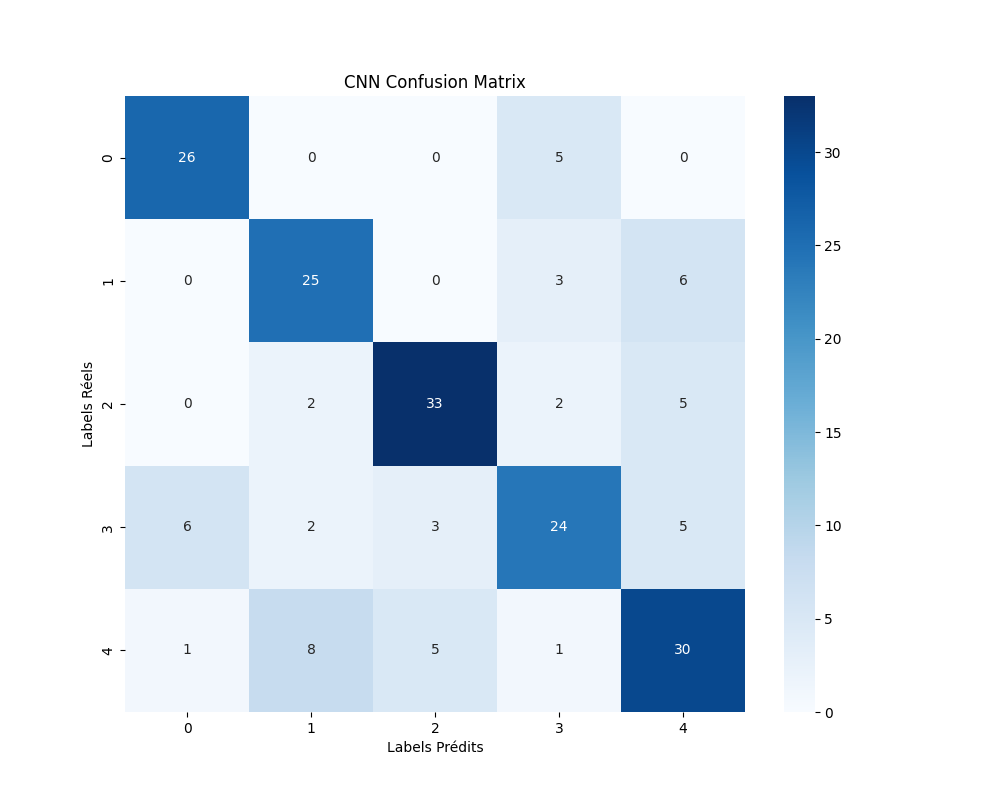 CNN Confusion Matrix
0 26 0 0 5 0
1 0 25 0 3 6
2 0 2 33 2 5
3 6 2 3 24 5
4 1 8 5 1 30
0 1 2 3 4
Labels Prédits
Labels Réels
30
25
20
15
10
5
0